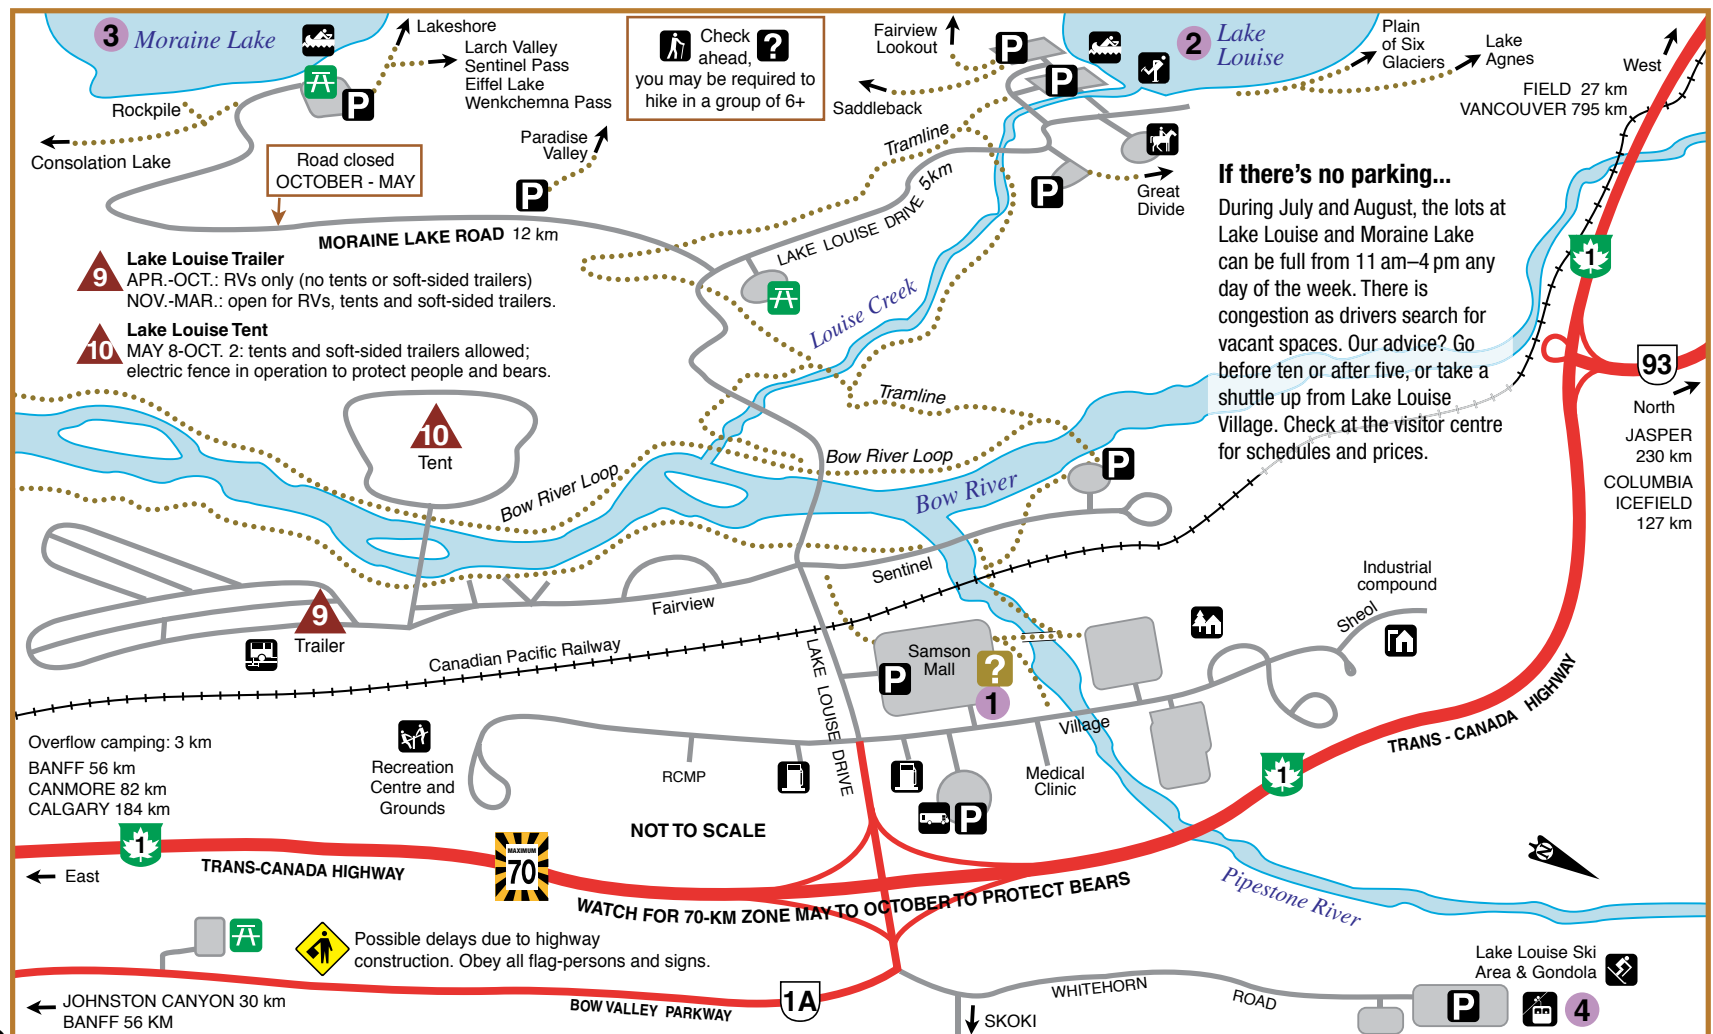 3
Moraine Lake
Lakeshore
Larch Valley
Sentinel Pass
Eiffel Lake
Wenkchemna Pass
P
Rockpile
Consolation Lake
Road closed
OCTOBER - MAY
Check
ahead,
?
you may be required to
hike in a group of 6+
Paradise
Valley
P
MORAINE LAKE ROAD 12 km
Fairview
Lookout
P
P
Saddleback
2
Lake
Louise
Plain
of Six
Glaciers
Lake
Agnes
West
FIELD 27 km
VANCOUVER 795 km
Tramline
LAKE LOUISE DRIVE 5km
P
Great
Divide
If there's no parking...
During July and August, the lots at
Lake Louise and Moraine Lake
can be full from 11 am–4 pm any
day of the week. There is
congestion as drivers search for
vacant spaces. Our advice? Go
before ten or after five, or take a
shuttle up from Lake Louise
Village. Check at the visitor centre
for schedules and prices.
1
93
North
JASPER
230 km
COLUMBIA
ICEFIELD
127 km
9
Lake Louise Trailer
APR.-OCT.: RVs only (no tents or soft-sided trailers)
NOV.-MAR.: open for RVs, tents and soft-sided trailers.
10
Lake Louise Tent
MAY 8-OCT. 2: tents and soft-sided trailers allowed;
electric fence in operation to protect people and bears.
Louise Creek
Tramline
10
Tent
Bow River Loop
Bow River Loop
Bow River
P
Sentinel
Fairview
9
Trailer
Canadian Pacific Railway
LAKE LOUISE DRIVE
Samson
Mall
P
?
1
Industrial
compound
Sheol
Village
TRANS - CANADA HIGHWAY
1
Overflow camping: 3 km
BANFF 56 km
CANMORE 82 km
CALGARY 184 km
Recreation
Centre and
Grounds
RCMP
Medical
Clinic
P
NOT TO SCALE
1
East
TRANS-CANADA HIGHWAY
MAXIMUM
70
WATCH FOR 70-KM ZONE MAY TO OCTOBER TO PROTECT BEARS
N
Pipestone River
Possible delays due to highway
construction. Obey all flag-persons and signs.
JOHNSTON CANYON 30 km
BANFF 56 KM
BOW VALLEY PARKWAY
1A
SKOKI
WHITEHORN ROAD
Lake Louise Ski
Area & Gondola
P
4